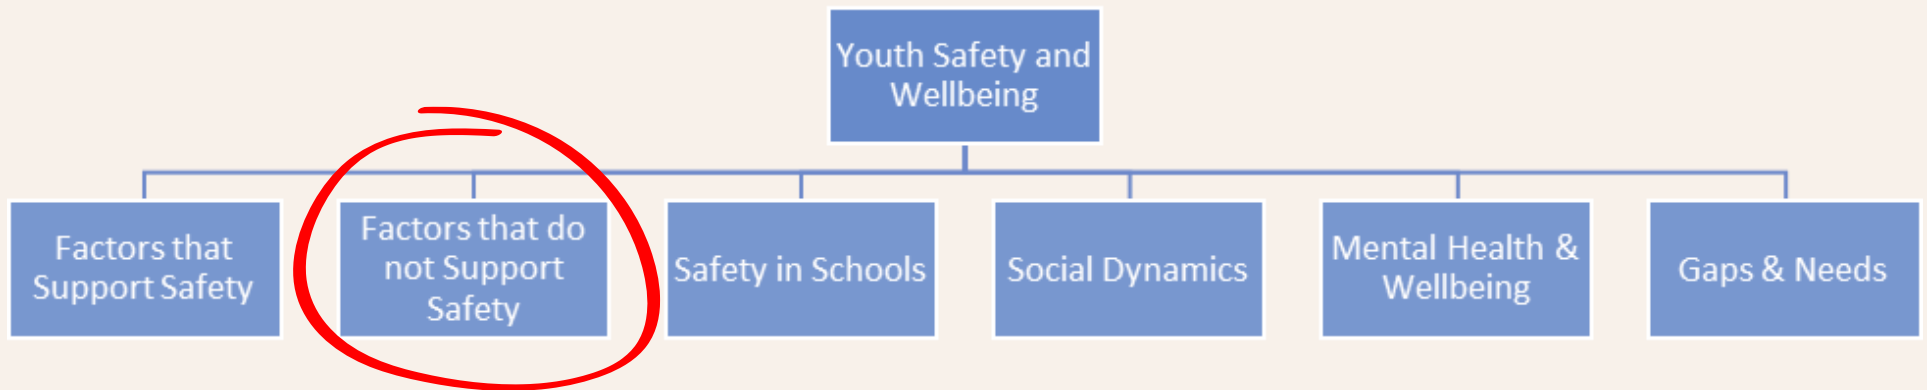 Youth Safety and
Wellbeing
Factors that
Support Safety
Factors that do
not Support
Safety
Safety in Schools
Social Dynamics
Mental Health &
Wellbeing
Gaps & Needs